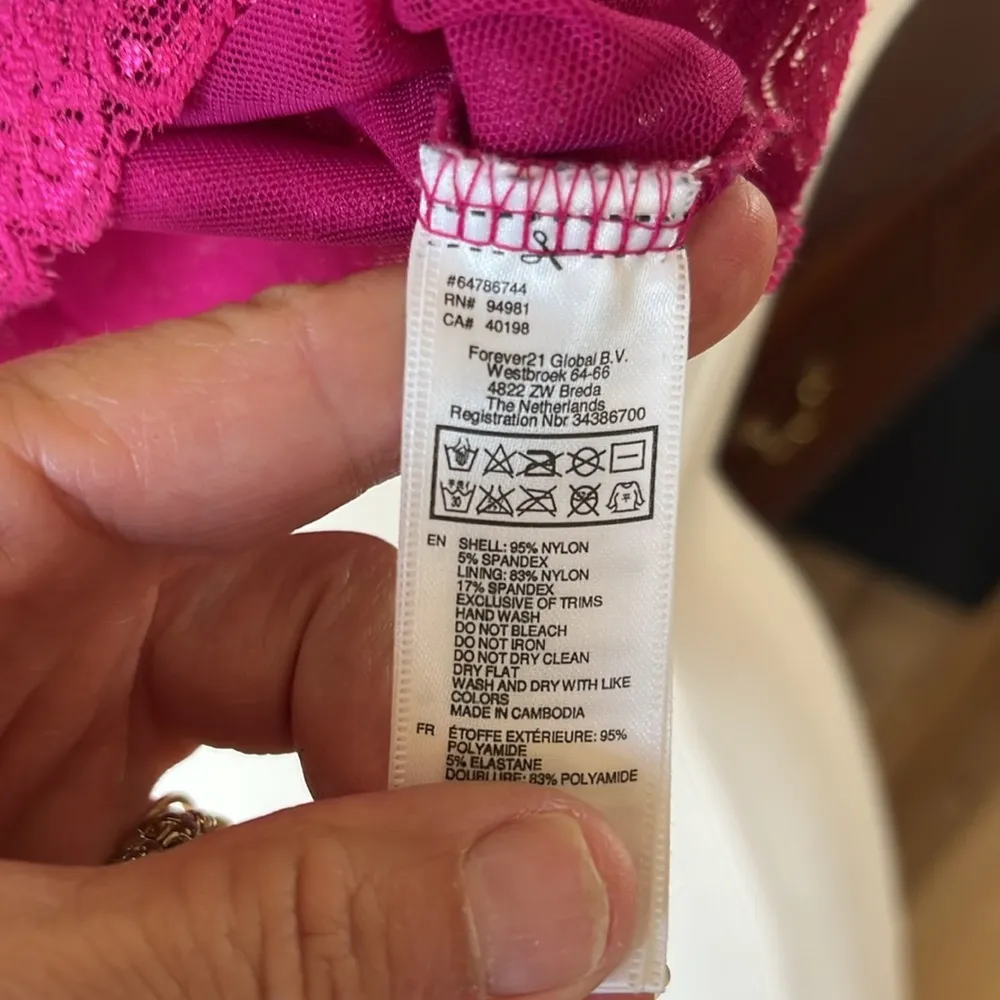 #64786744
RN# 94981
CA# 40198
Forever21 Global B.V.
Westbroek 64-66
4822 ZW Breda
The Netherlands
Registration Nbr 34386700
30
EN SHELL: 95% NYLON
5% SPANDEX
LINING: 83% NYLON
17% SPANDEX
EXCLUSIVE OF TRIMS
HAND WASH
DO NOT BLEACH
DO NOT IRON
DO NOT DRY CLEAN
DRY FLAT
WASH AND DRY WITH LIKE
COLORS
MADE IN CAMBODIA
FR ÉTOFFE EXTÉRIEURE: 95%
POLYAMIDE
5% ELASTANE
DOUBLURE: 83% POLYAMIDE